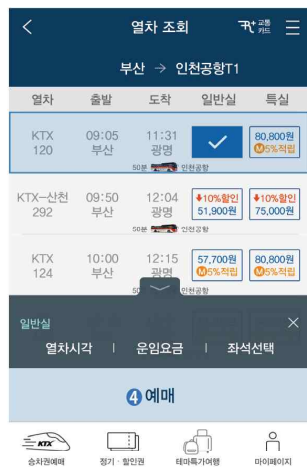 열차 조회
교통
카드
부산 → 인천공항T1
열차 출발 도착 일반실 특실
KTX 120 09:05 부산 11:31 광명 80,800원 M5%적립
50분 인천공항
KTX-산천 292 09:50 부산 12:04 광명 10%할인 51,900원 10%할인 75,000원
50분 인천공항
KTX 124 10:00 부산 12:15 광명 57,700원 M5%적립 80,800원 M5%적립
인천공항
일반실 ×
열차시각 | 운임요금 | 좌석선택
4 예매
KTX
승차권예매 정기·할인권 테마특가여행 마이페이지